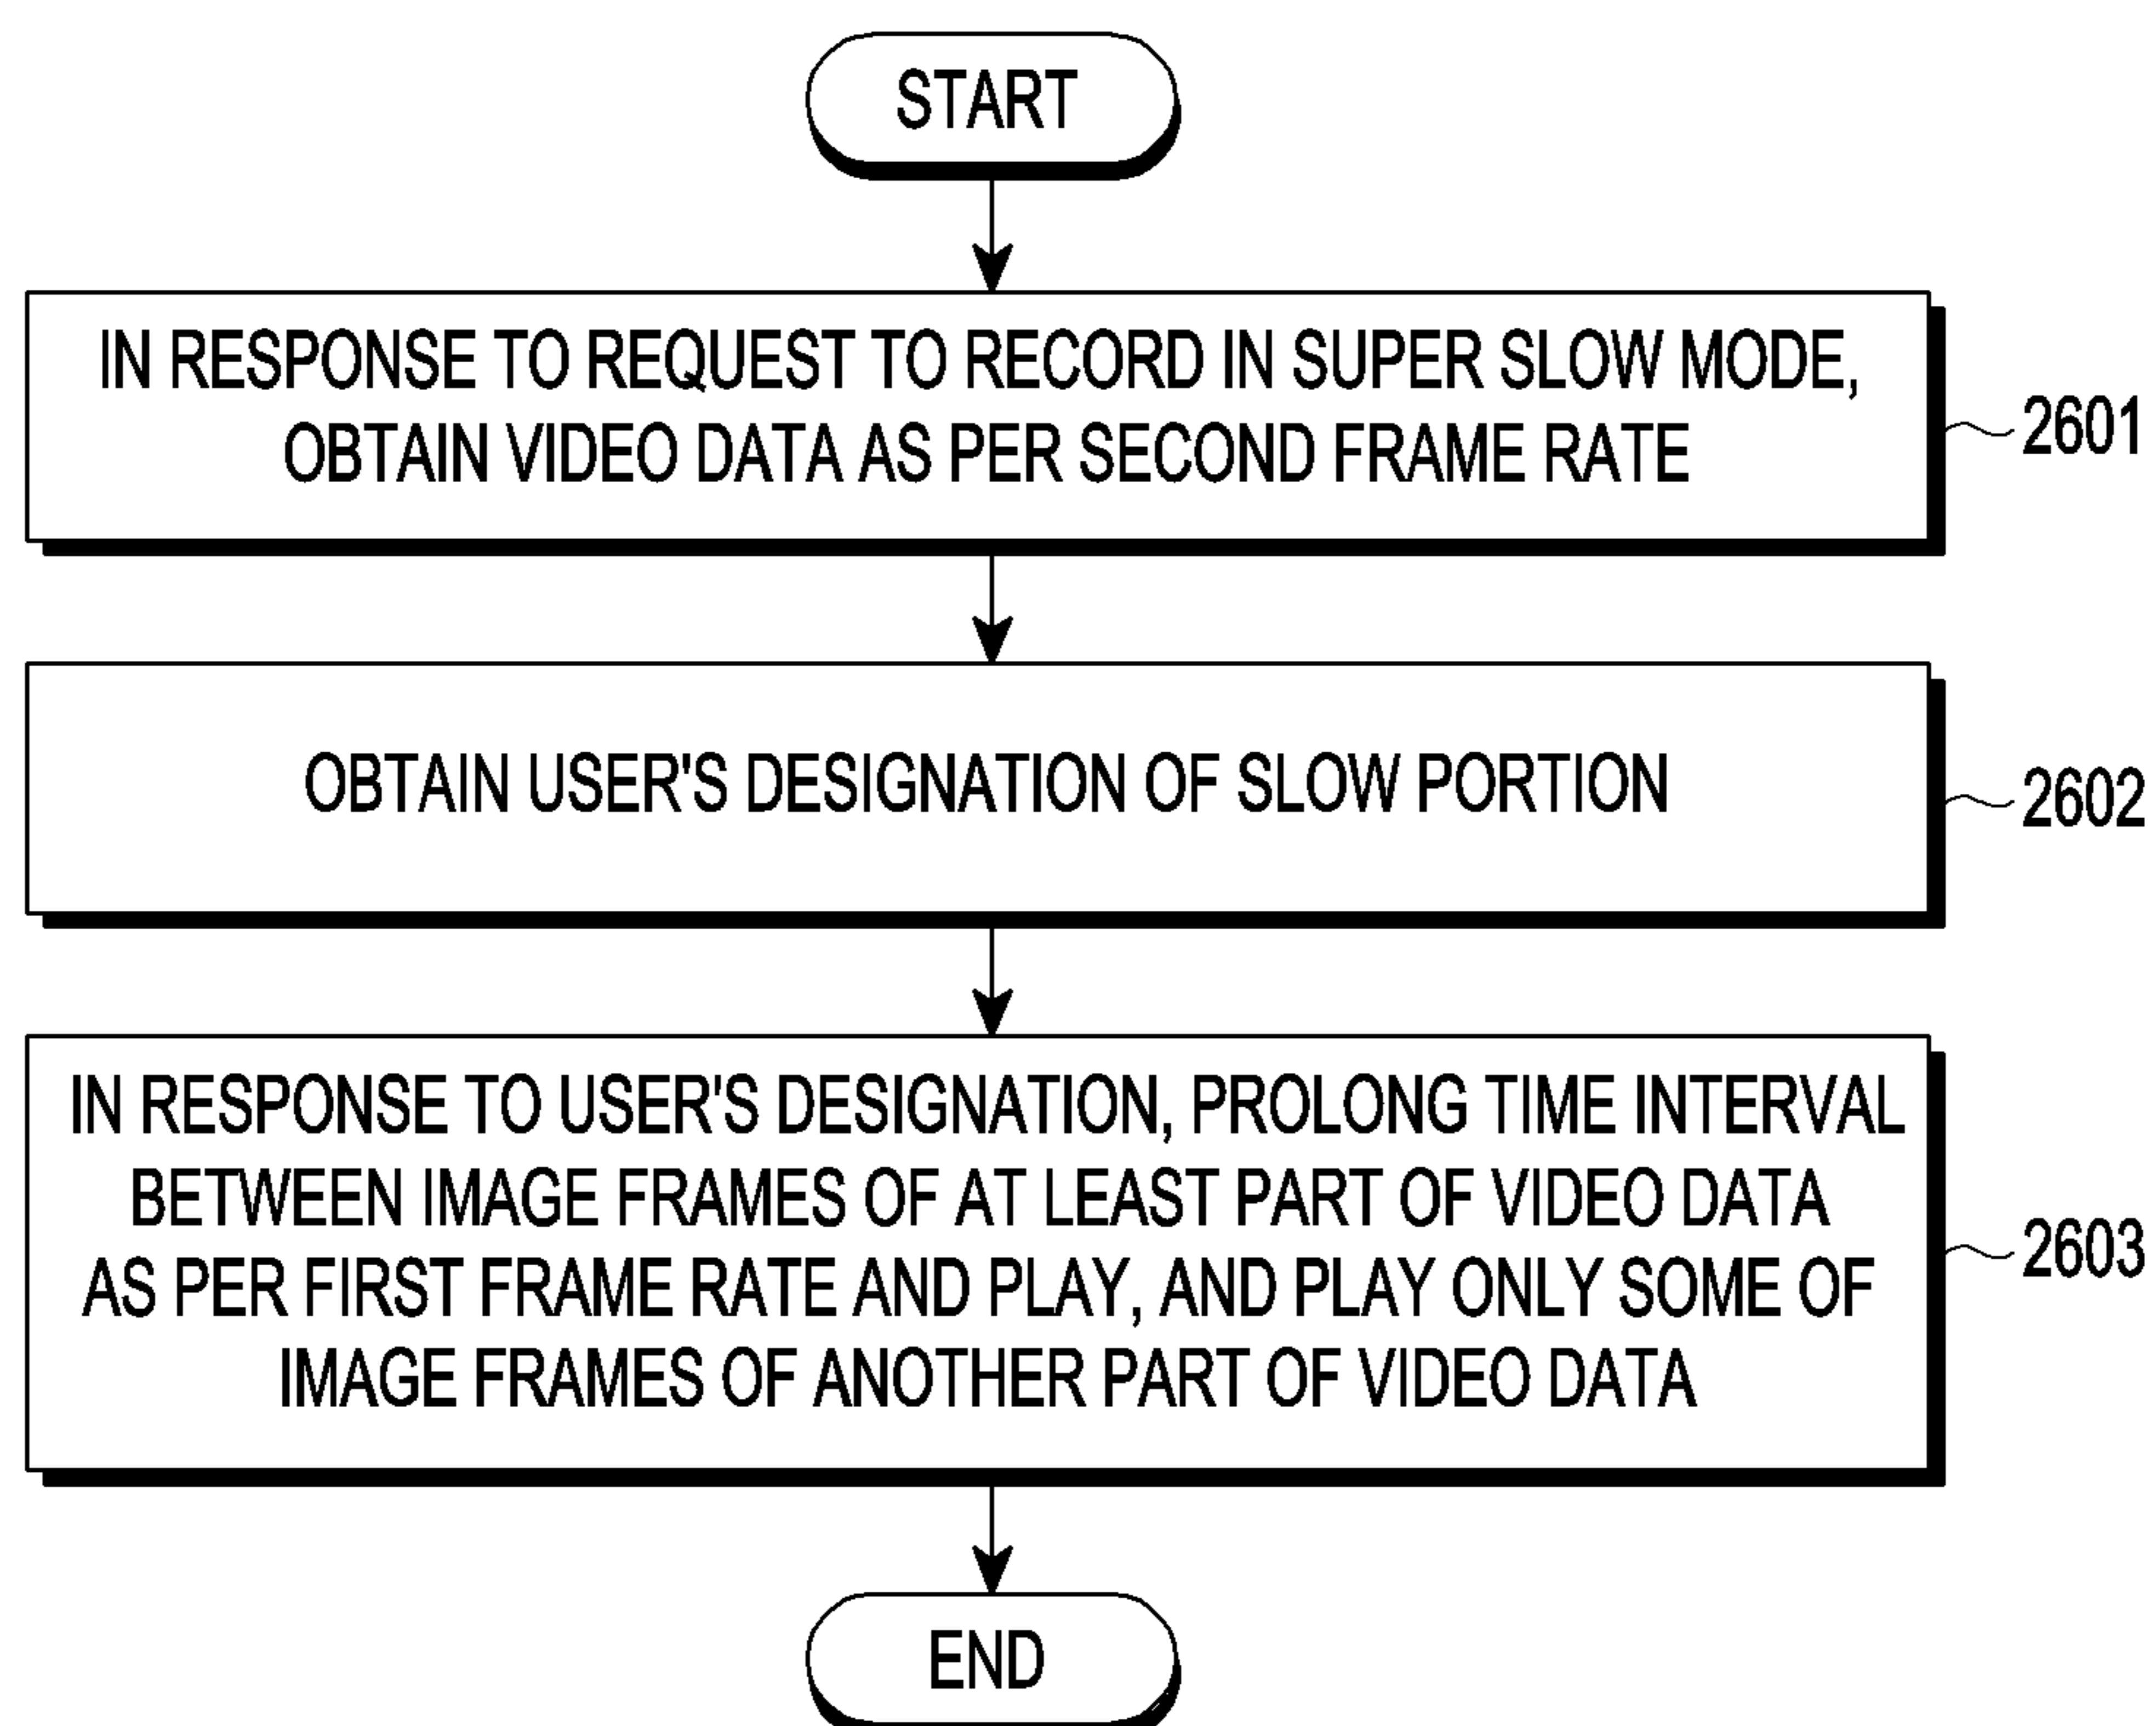 START
IN RESPONSE TO REQUEST TO RECORD IN SUPER SLOW MODE,
OBTAIN VIDEO DATA AS PER SECOND FRAME RATE
2601
OBTAIN USER'S DESIGNATION OF SLOW PORTION
2602
IN RESPONSE TO USER'S DESIGNATION, PROLONG TIME INTERVAL
BETWEEN IMAGE FRAMES OF AT LEAST PART OF VIDEO DATA
AS PER FIRST FRAME RATE AND PLAY, AND PLAY ONLY SOME OF
IMAGE FRAMES OF ANOTHER PART OF VIDEO DATA
2603
END